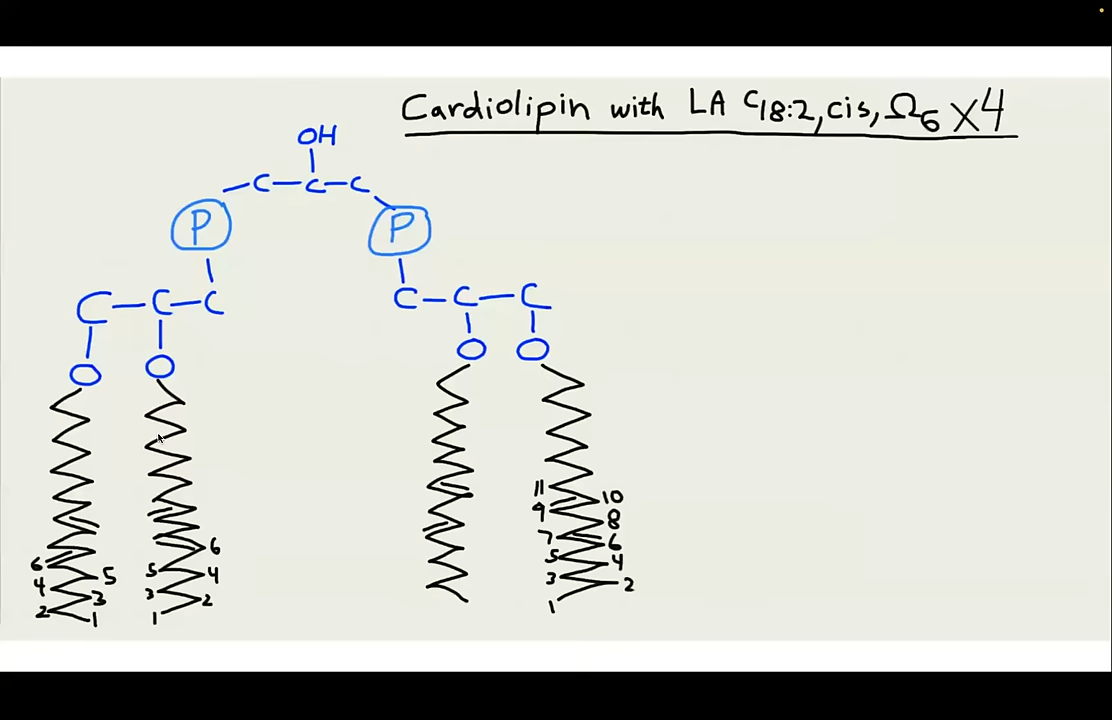 Cardiolipin with LA C18:2, cis, Ω6 X4
OH
C C C
P P
C C C C C C
O O O O
11 10
9 8
6 7 6
6 5 5 4
4 5 4 3 2
3 3
2 1 1 2 1